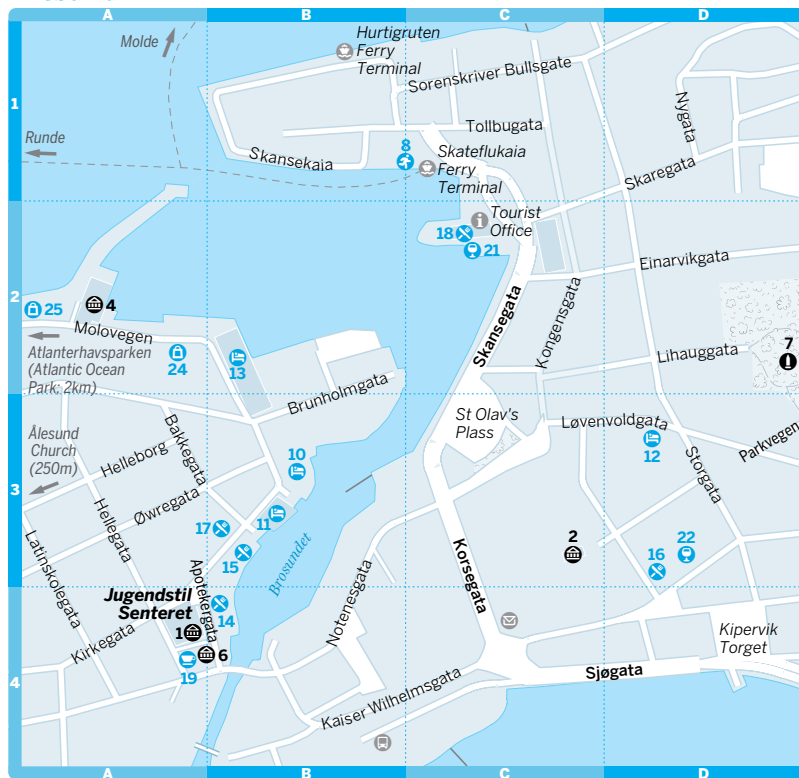 A
B
C
D
Molde
Hurtigruten
Ferry
Terminal
Sorenskriver Bullsgate
1
Nygata
Tollbugata
Runde
8
Skansekaia
Skateflukaia
Ferry
Terminal
Skaregata
Tourist
Office
18
21
Einarvikgata
2
25
4
Molovegen
Skansegata
Kongensgata
7
Atlanterhavsparken
(Atlantic Ocean
Park; 2km)
24
13
Lihauggata
Brunholmgata
St Olav's
Plass
Løvenvoldgata
Ålesund
Church
(250m)
Helleborg
Bakkegata
10
12
Storgata
Parkvegen
3
Øwregata
Hellegata
17
11
15
2
22
16
Latinskolegata
Brosundet
Korsegata
Apotekergata
Jugendstil
Senteret
Notenesgata
14
1
6
Kirkegata
19
Kipervik
Torget
4
Sjøgata
Kaiser Wilhelmsgata
A
B
C
D